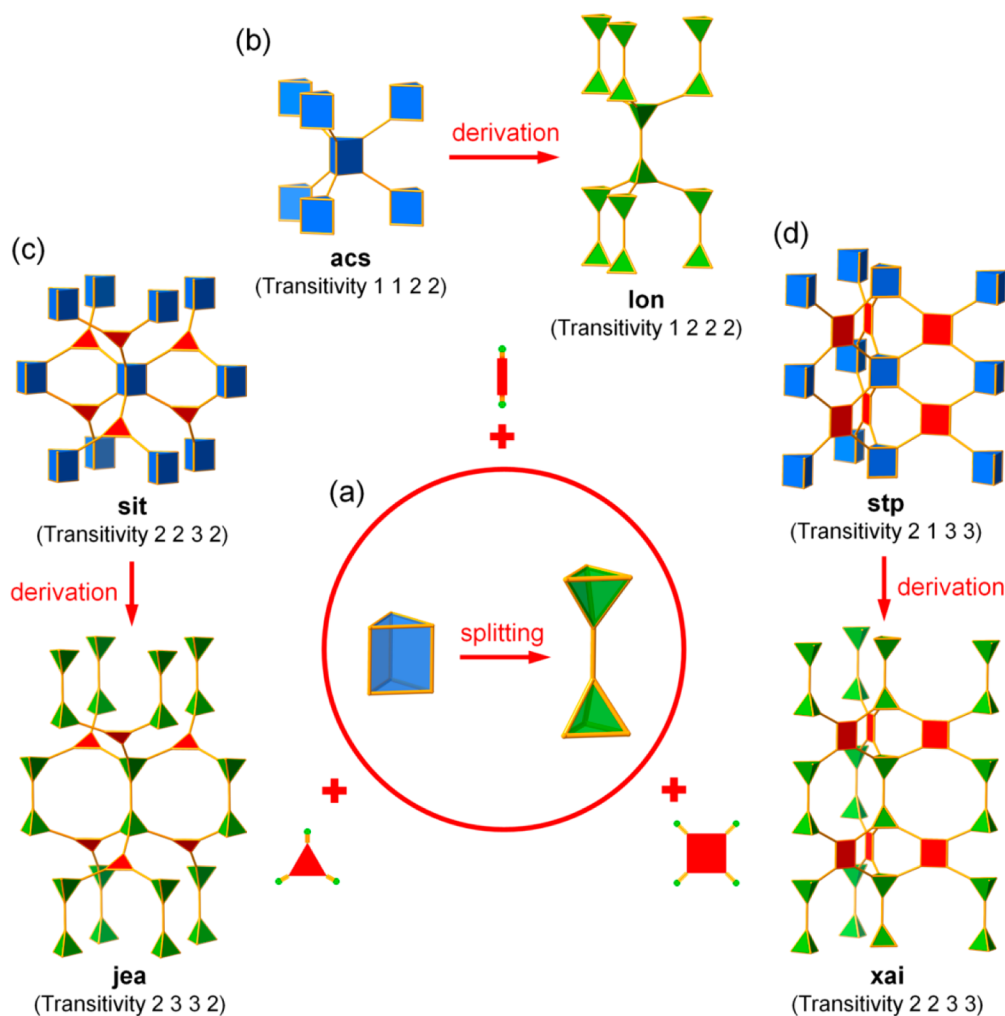 (b)
derivation
acs
(Transitivity 1 1 2 2)
lon
(Transitivity 1 2 2 2)
(c)
sit
(Transitivity 2 2 3 2)
derivation
jea
(Transitivity 2 3 3 2)
(a)
splitting
(d)
stp
(Transitivity 2 1 3 3)
derivation
xai
(Transitivity 2 2 3 3)